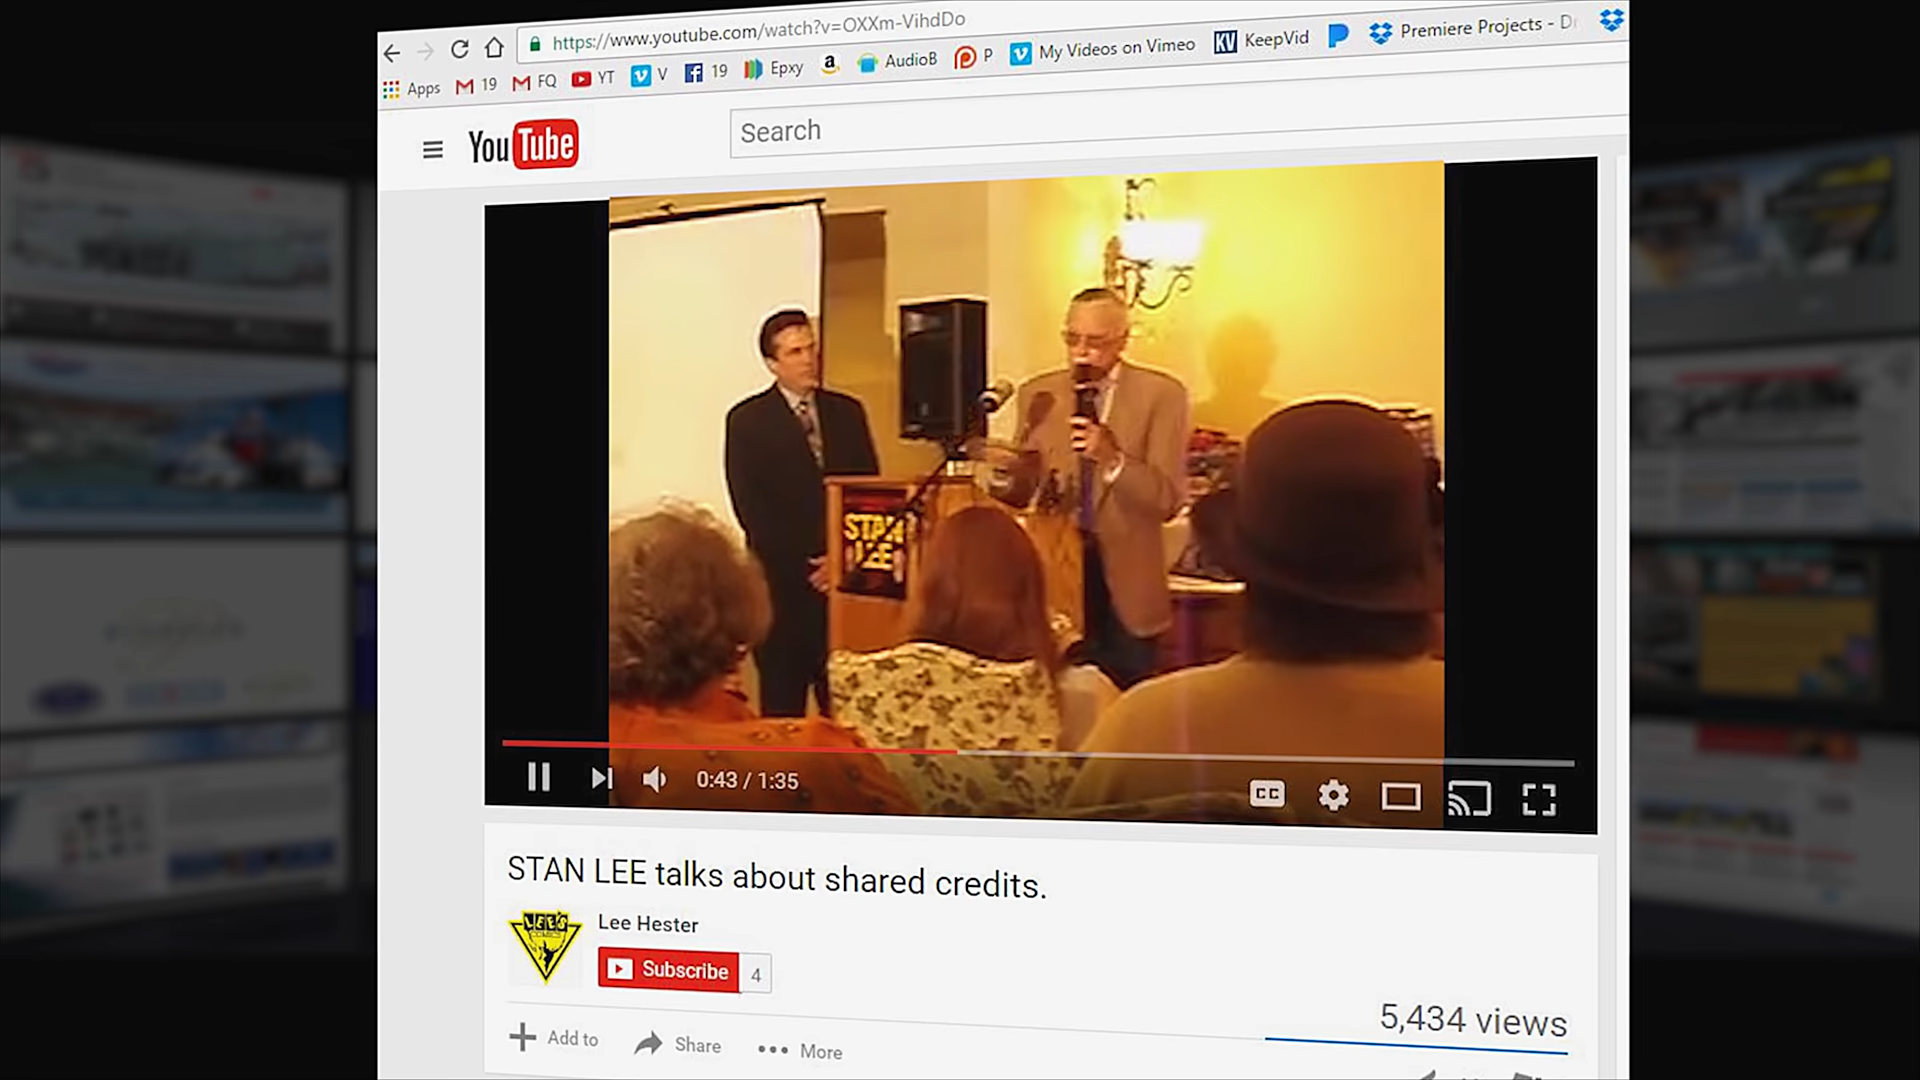 https://www.youtube.com/watch?v=OXXm-VihdDo
Apps 19 FQ YT V 19 Epxy AudioB P My Videos on Vimeo KV KeepVid Premiere Projects - D
YouTube
Search
STAN
LEE
0:43 / 1:35
CC
STAN LEE talks about shared credits.
LEE'S
Lee Hester
Subscribe 4
5,434 views
Add to Share More